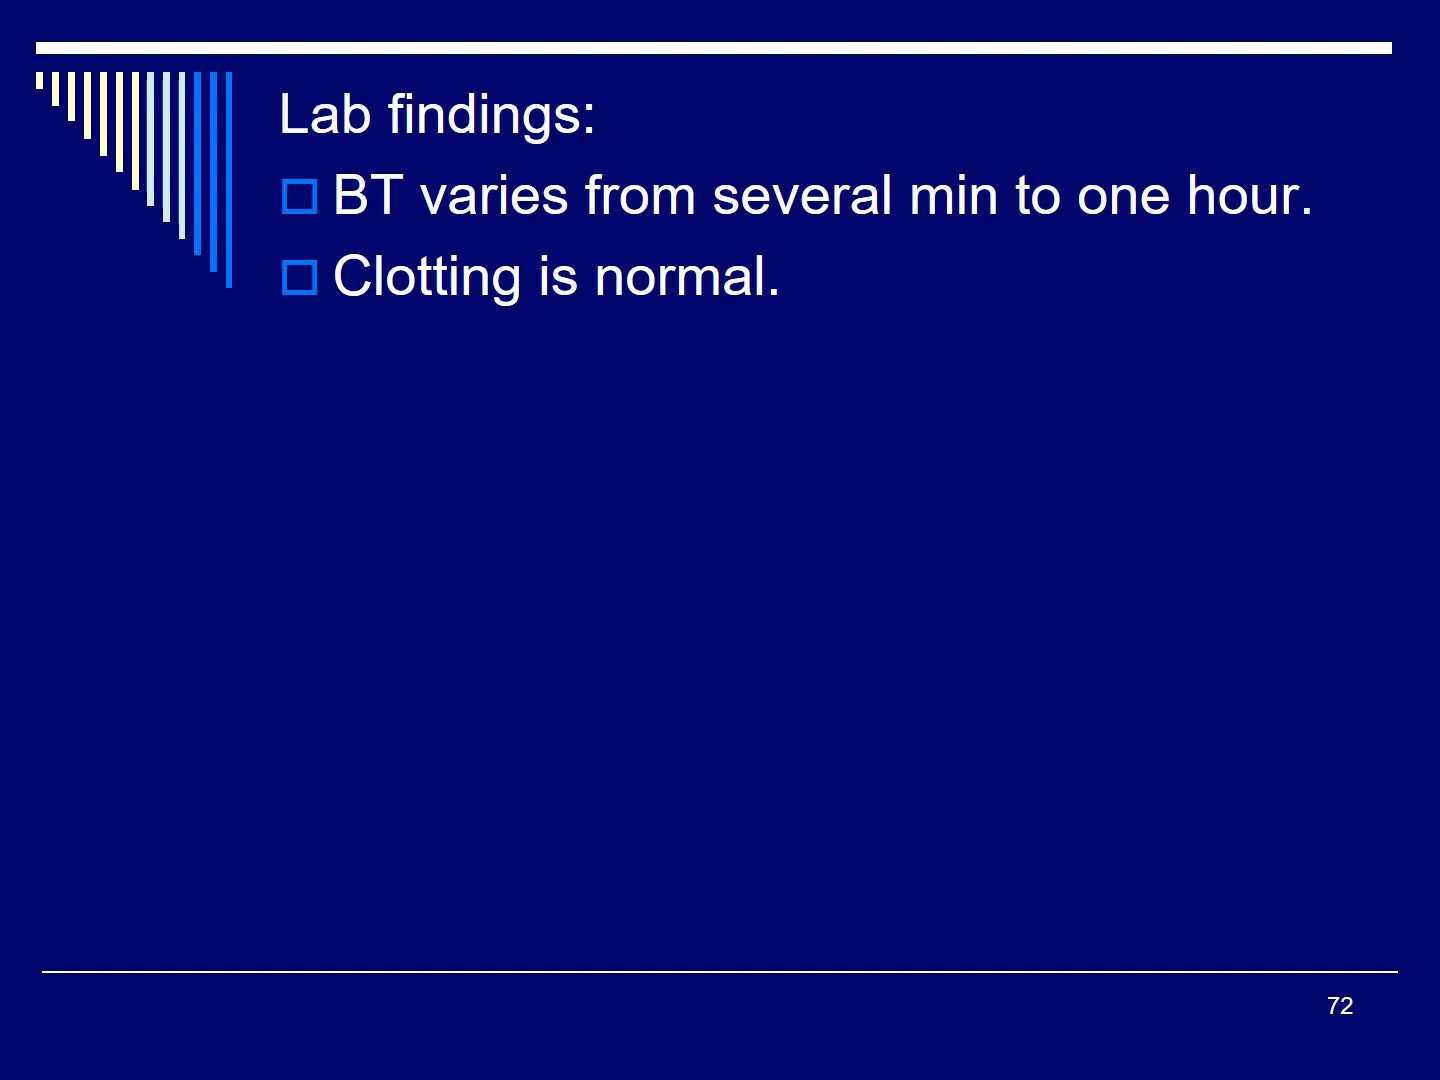 Lab findings:
BT varies from several min to one hour.
Clotting is normal.
72